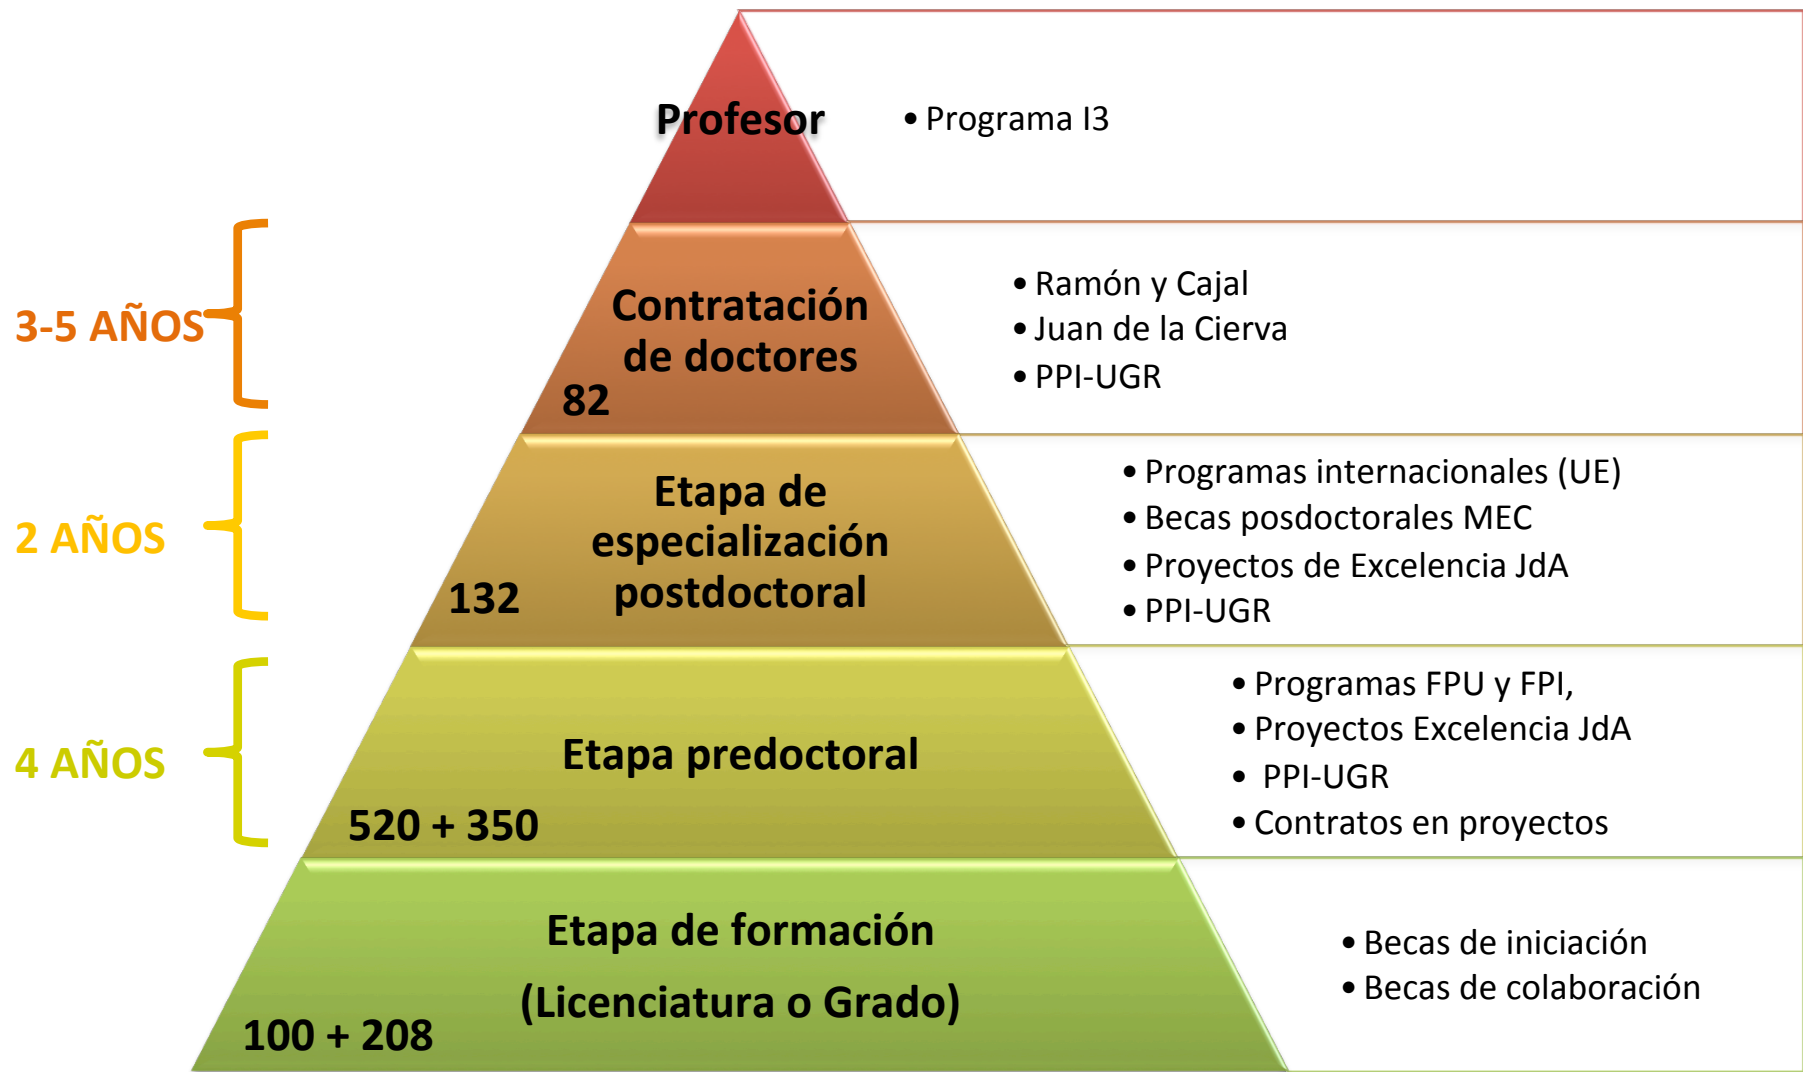 Profesor
• Programa I3
3-5 AÑOS
Contratación
de doctores
82
• Ramón y Cajal
• Juan de la Cierva
• PPI-UGR
2 AÑOS
Etapa de
especialización
postdoctoral
132
• Programas internacionales (UE)
• Becas posdoctorales MEC
• Proyectos de Excelencia JdA
• PPI-UGR
4 AÑOS
Etapa predoctoral
520 + 350
• Programas FPU y FPI,
• Proyectos Excelencia JdA
• PPI-UGR
• Contratos en proyectos
Etapa de formación
(Licenciatura o Grado)
100 + 208
• Becas de iniciación
• Becas de colaboración